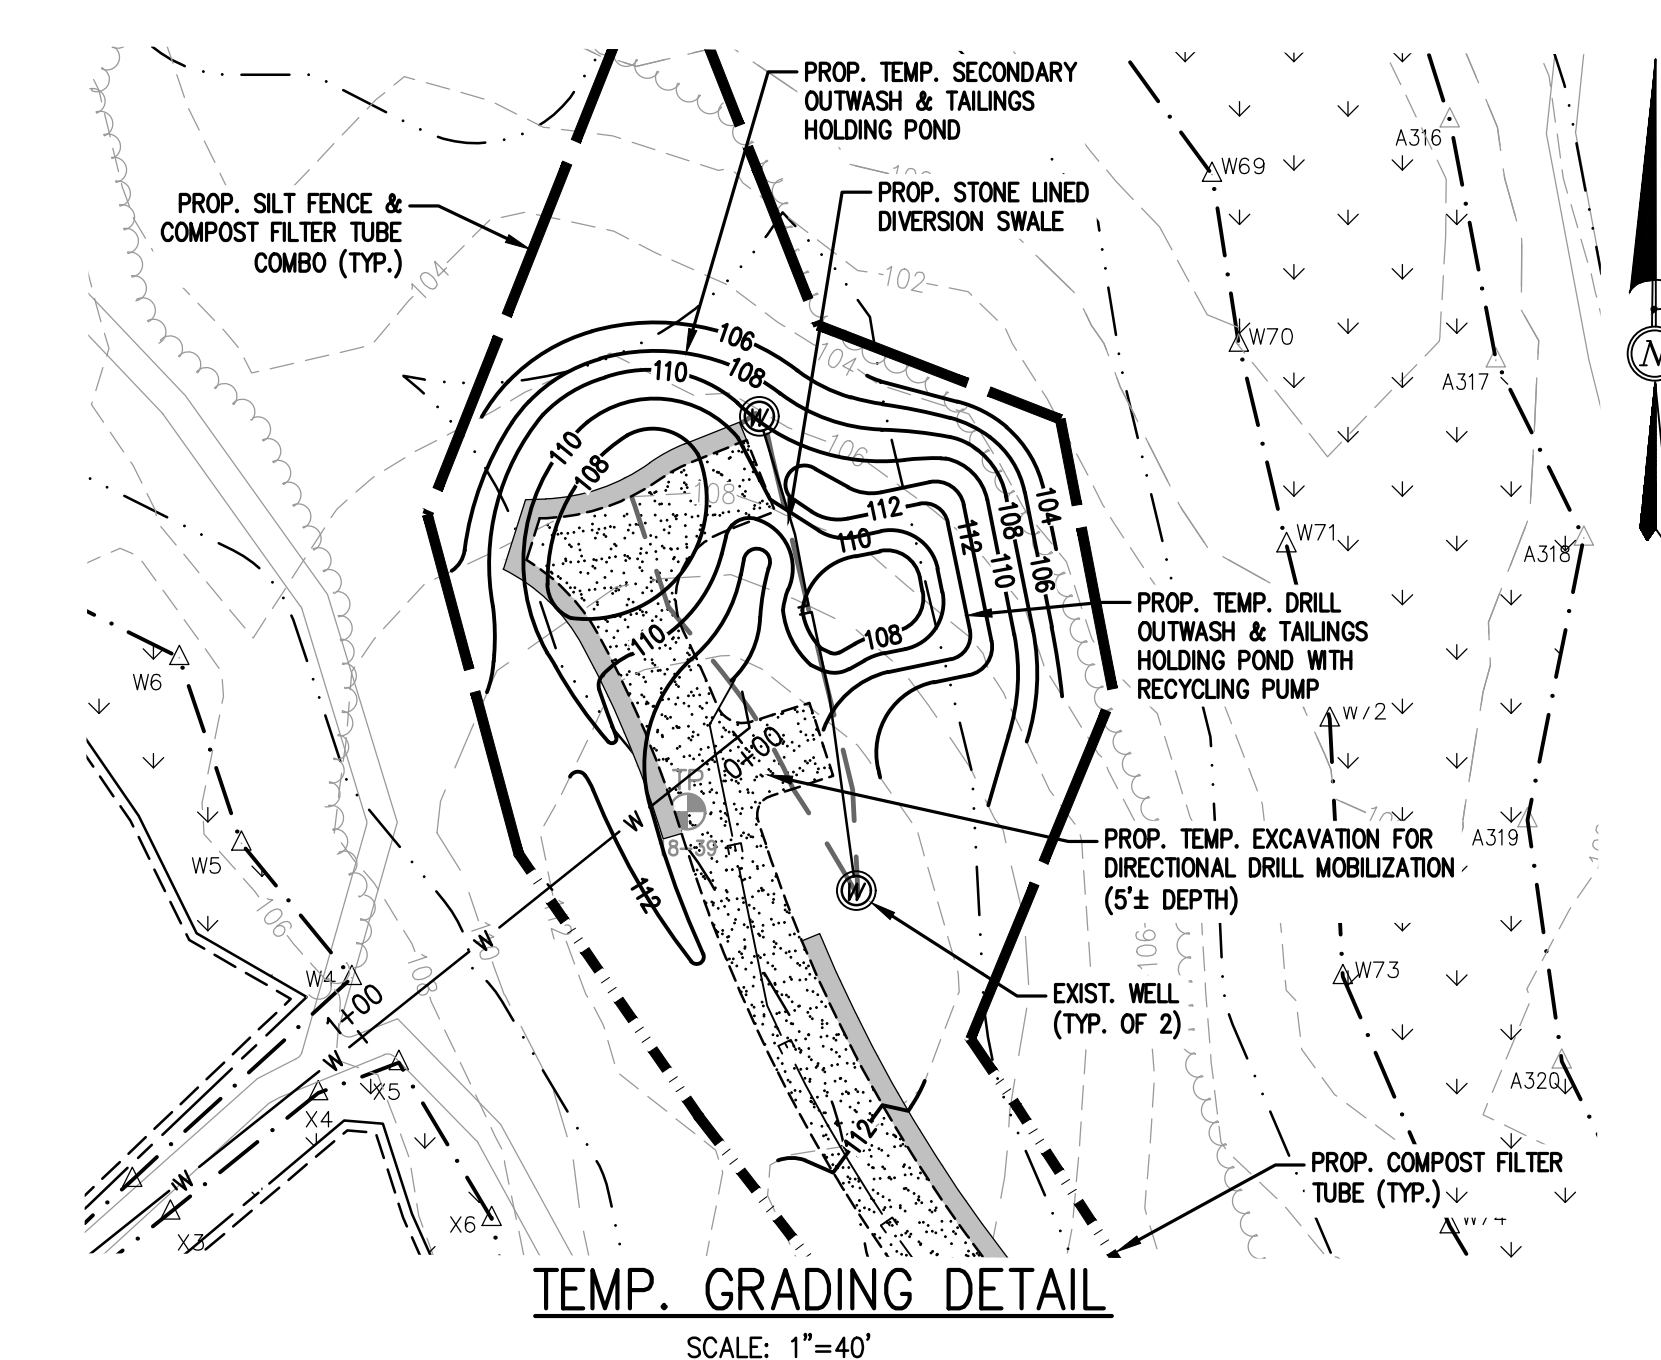 PROP. TEMP. SECONDARY
OUTWASH & TAILINGS
HOLDING POND
PROP. STONE LINED
DIVERSION SWALE
PROP. SILT FENCE &
COMPOST FILTER TUBE
COMBO (TYP.)
A316
W69
104
102
W70
106
104
108
110
A317
W
106
110
108
108
112
104
108
112
110
W71
A318
110
106
PROP. TEMP. DRILL
OUTWASH & TAILINGS
HOLDING POND WITH
RECYCLING PUMP
108
110
W6
0+00
TP
8-39
W
PROP. TEMP. EXCAVATION FOR
DIRECTIONAL DRILL MOBILIZATION
(5'± DEPTH)
A319
W5
E
112
W
106
W
106
108
W4
W73
1+00
EXIST. WELL
(TYP. OF 2)
W
E
X5
X4
A320
112
PROP. COMPOST FILTER
TUBE (TYP.)
W
X3
X6
E
W74
N
TEMP. GRADING DETAIL
SCALE: 1"=40'